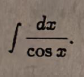 ∫ dx / cos x.